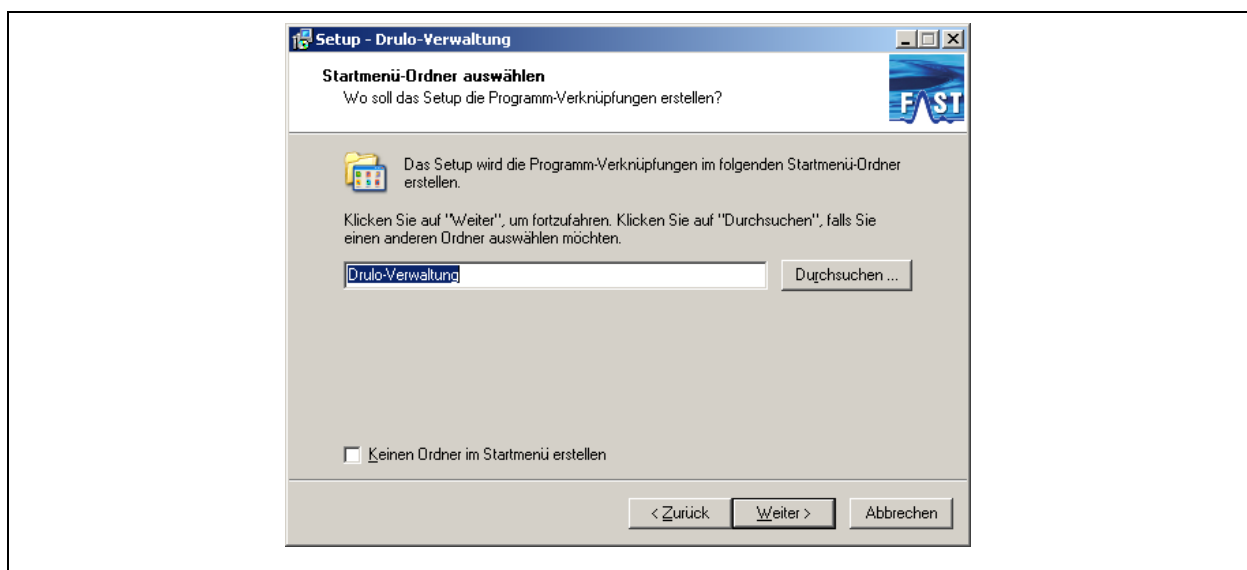 Setup - Drulo-Verwaltung
Startmenü-Ordner auswählen
Wo soll das Setup die Programm-Verknüpfungen erstellen?
FAST
Das Setup wird die Programm-Verknüpfungen im folgenden Startmenü-Ordner
erstellen.
Klicken Sie auf "Weiter", um fortzufahren. Klicken Sie auf "Durchsuchen", falls Sie
einen anderen Ordner auswählen möchten.
Drulo-Verwaltung
Durchsuchen ...
Keinen Ordner im Startmenü erstellen
< Zurück
Weiter >
Abbrechen